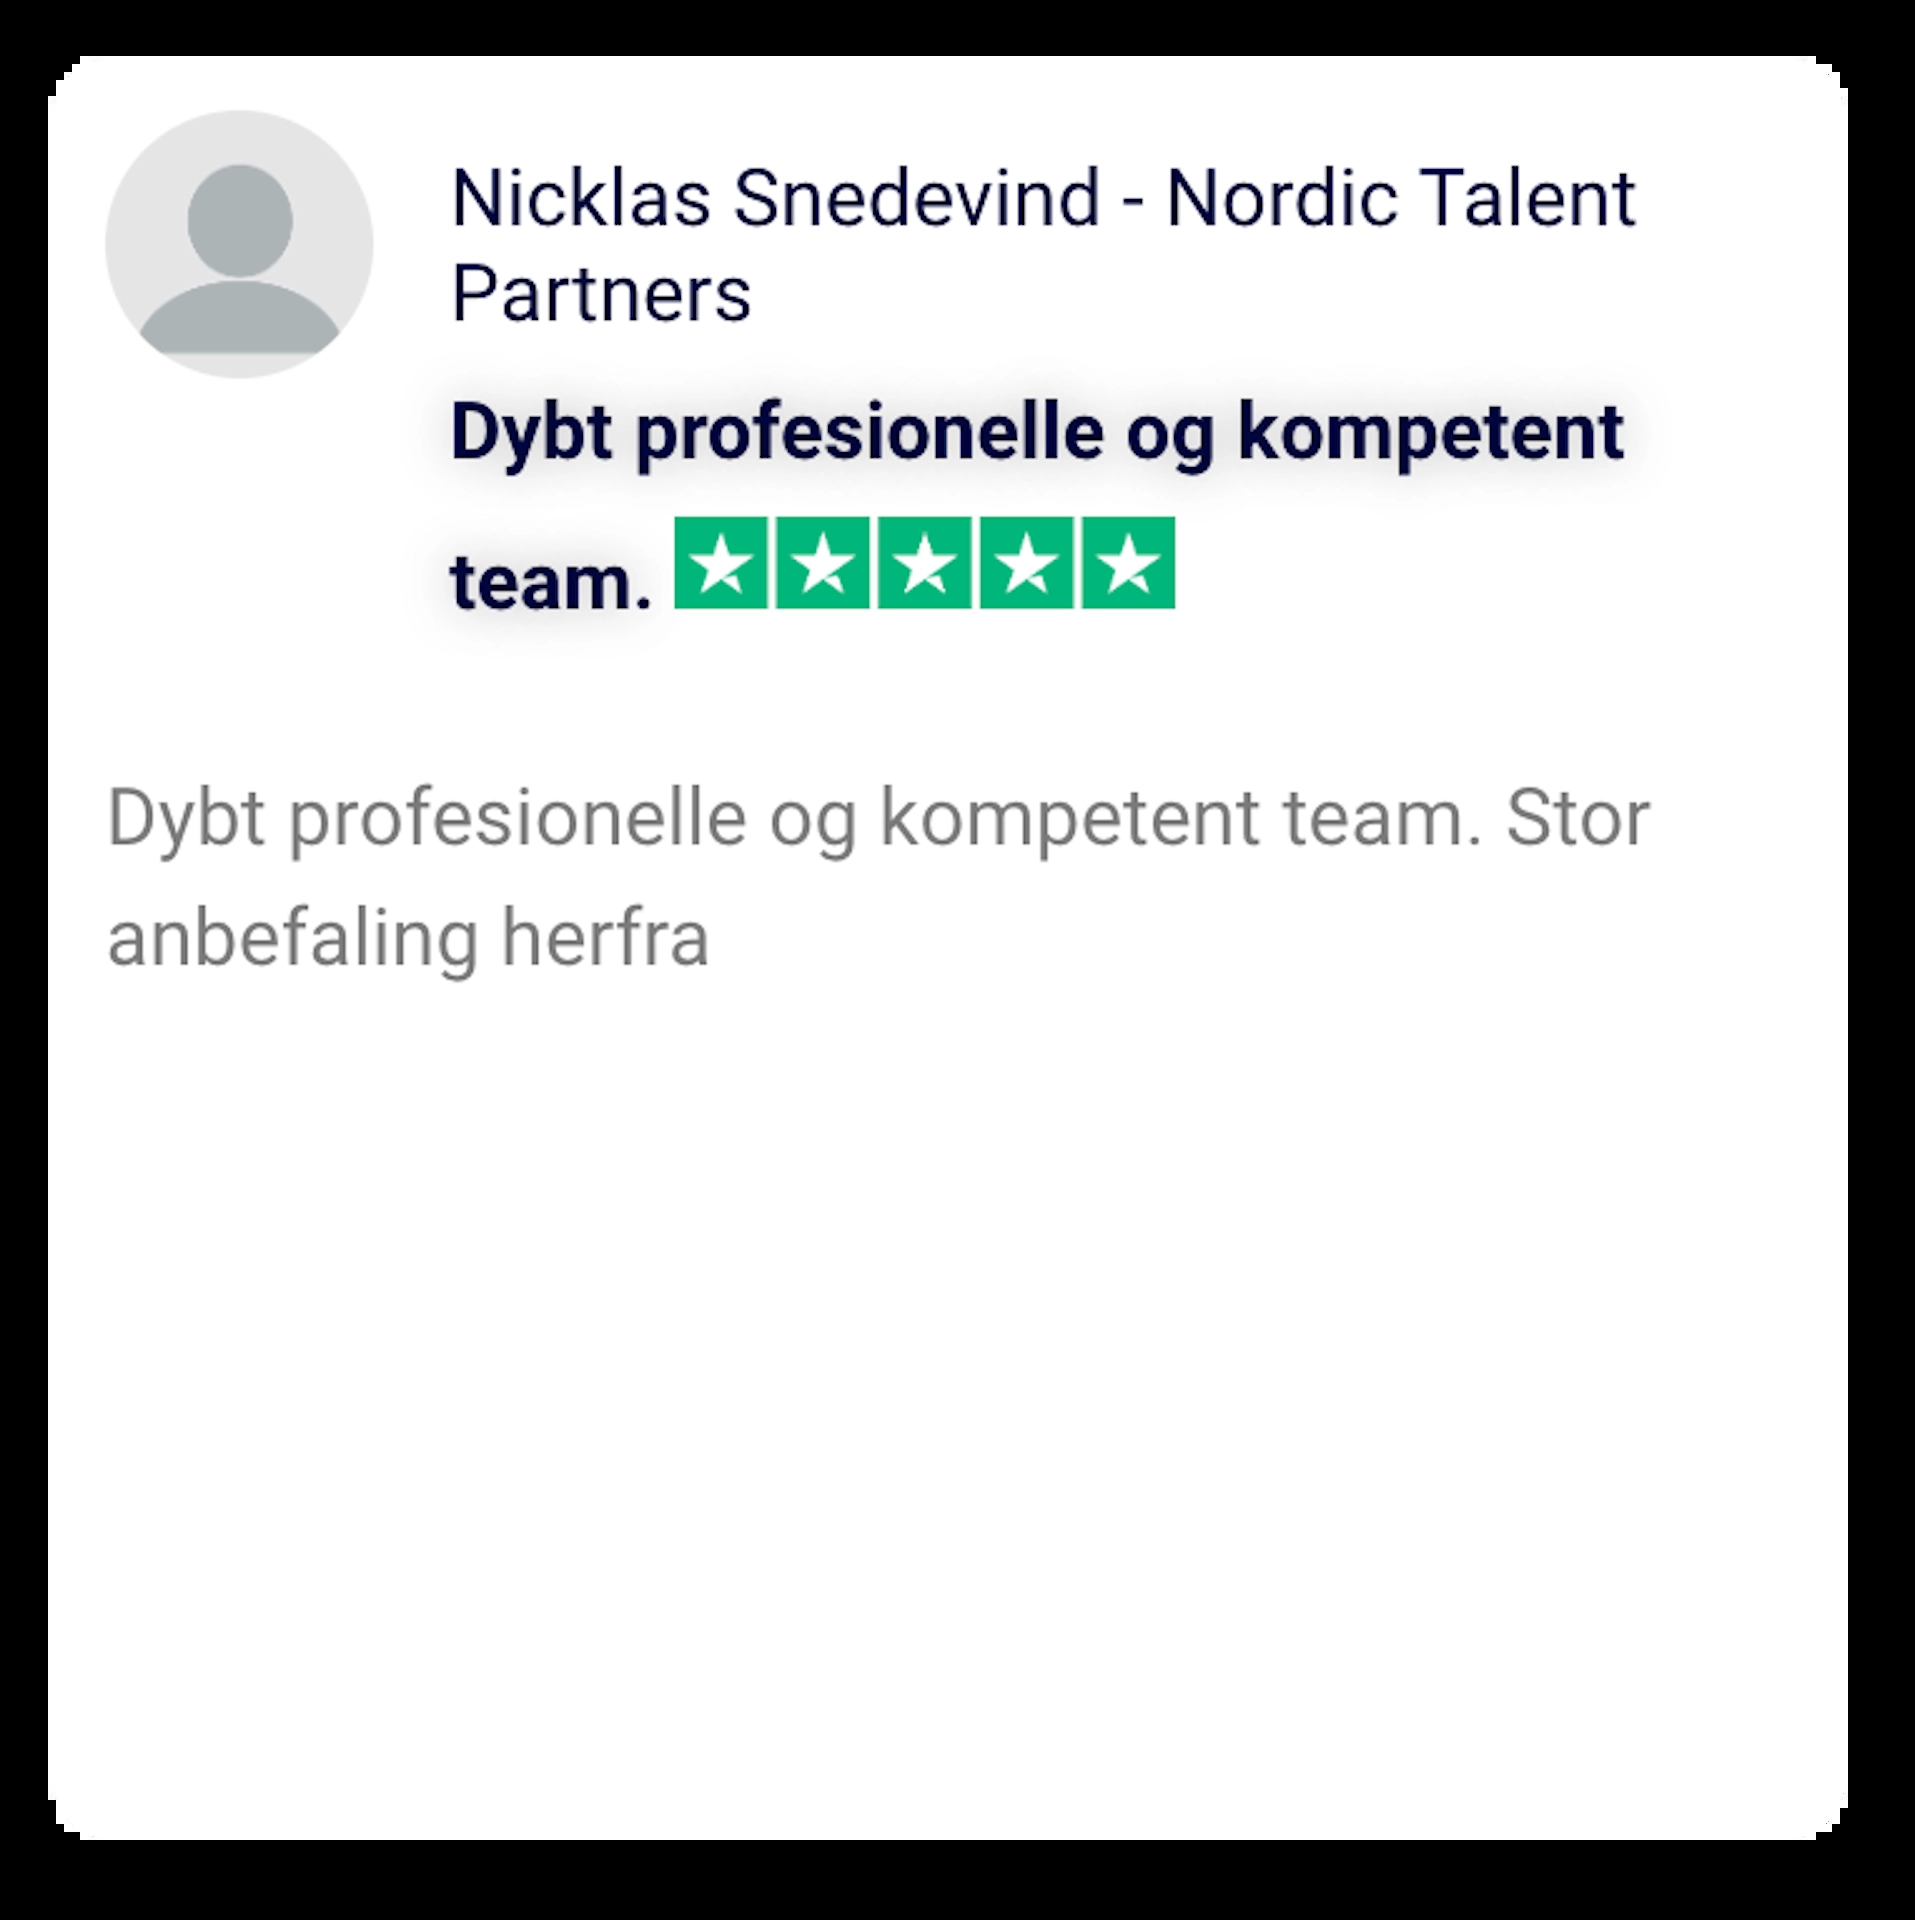 Nicklas Snedevind - Nordic Talent
Partners
Dybt profesionelle og kompetent
team.
Dybt profesionelle og kompetent team. Stor
anbefaling herfra